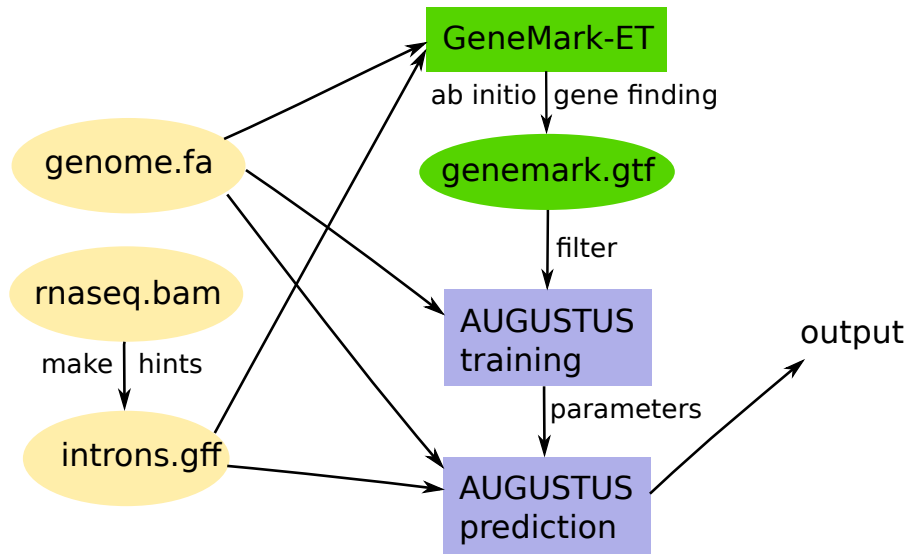 GeneMark-ET
ab initio gene finding
genome.fa
genemark.gtf
filter
rnaseq.bam
AUGUSTUS
training
output
make hints
parameters
introns.gff
AUGUSTUS
prediction